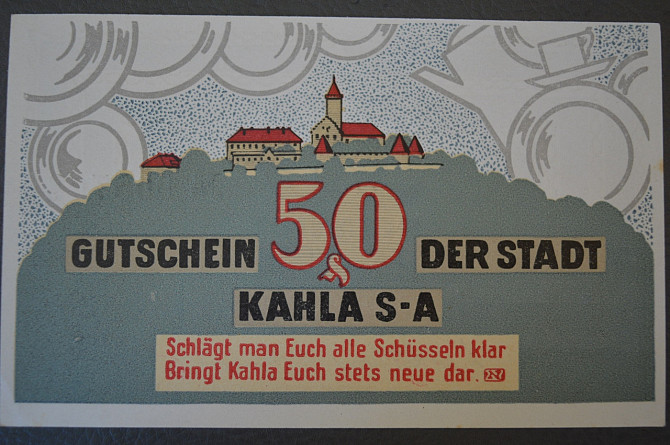 GUTSCHEIN 50 DER STADT
KAHLA S-A
Schlägt man Euch alle Schüsseln klar
Bringt Kahla Euch stets neue dar.